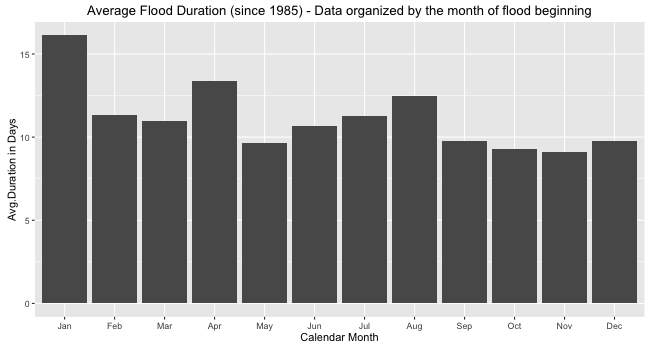 Average Flood Duration (since 1985) - Data organized by the month of flood beginning
Avg.Duration in Days
15
10
5
0
Jan Feb Mar Apr May Jun Jul Aug Sep Oct Nov Dec
Calendar Month